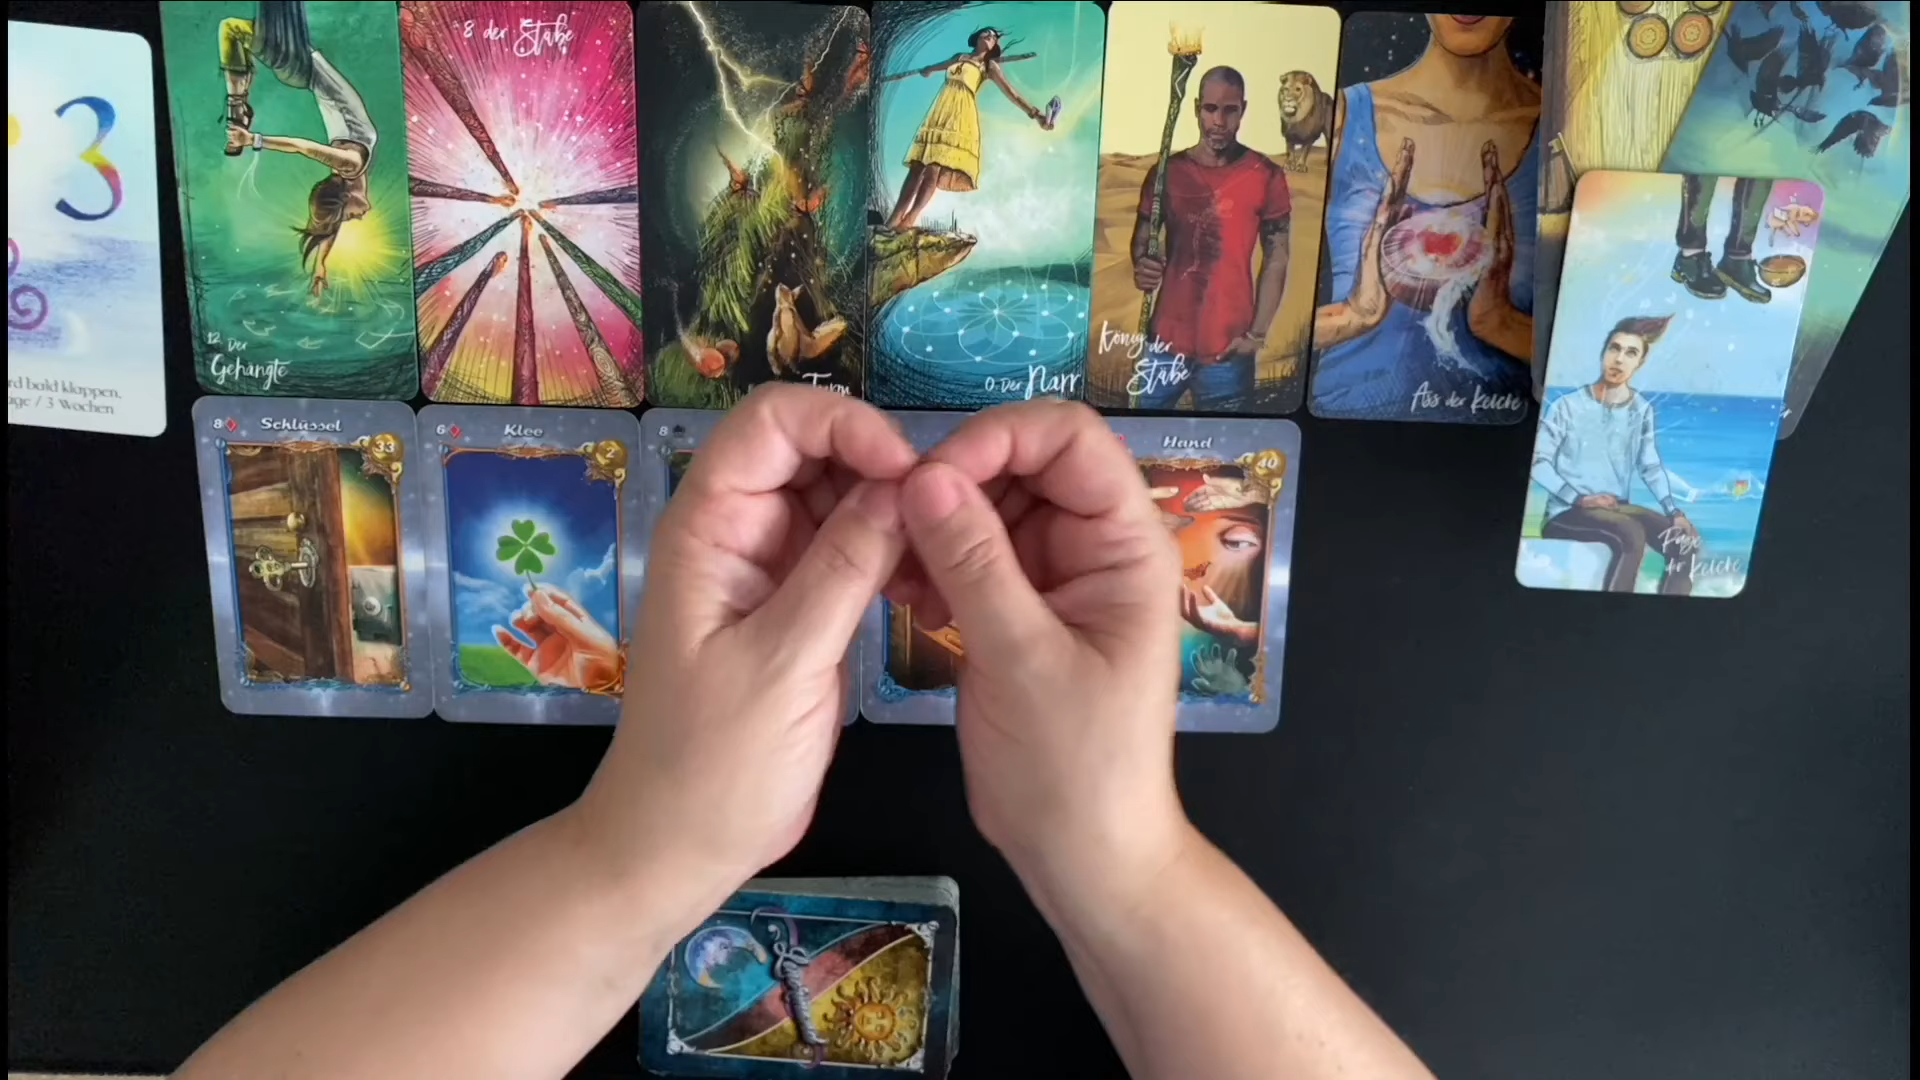 3
rd bald klappen.
age / 3 Wochen
12 Der
Gehängte
8 der Stäbe
Turm
0. Der Narr
König der
Stäbe
Ass der Kelche
Page
der Kelche
8 Schlüssel 33
6 Klee 2
8
Hand 40